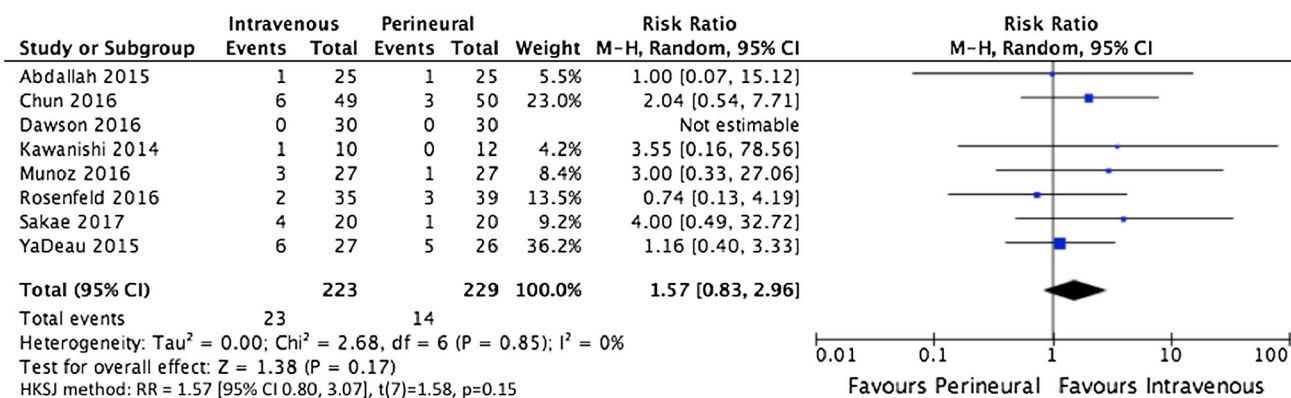 Intravenous Perineural Risk Ratio Risk Ratio
Study or Subgroup Events Total Events Total Weight M-H, Random, 95% CI M-H, Random, 95% CI
Abdallah 2015 1 25 1 25 5.5% 1.00 [0.07, 15.12]
Chun 2016 6 49 3 50 23.0% 2.04 [0.54, 7.71]
Dawson 2016 0 30 0 30 Not estimable
Kawanishi 2014 1 10 0 12 4.2% 3.55 [0.16, 78.56]
Munoz 2016 3 27 1 27 8.4% 3.00 [0.33, 27.06]
Rosenfeld 2016 2 35 3 39 13.5% 0.74 [0.13, 4.19]
Sakae 2017 4 20 1 20 9.2% 4.00 [0.49, 32.72]
YaDeau 2015 6 27 5 26 36.2% 1.16 [0.40, 3.33]
Total (95% CI) 223 229 100.0% 1.57 [0.83, 2.96]
Total events 23 14
Heterogeneity: Tau² = 0.00; Chi² = 2.68, df = 6 (P = 0.85); I² = 0%
Test for overall effect: Z = 1.38 (P = 0.17)
HKSJ method: RR = 1.57 [95% CI 0.80, 3.07], t(7)=1.58, p=0.15
0.01 0.1 1 10 100
Favours Perineural Favours Intravenous